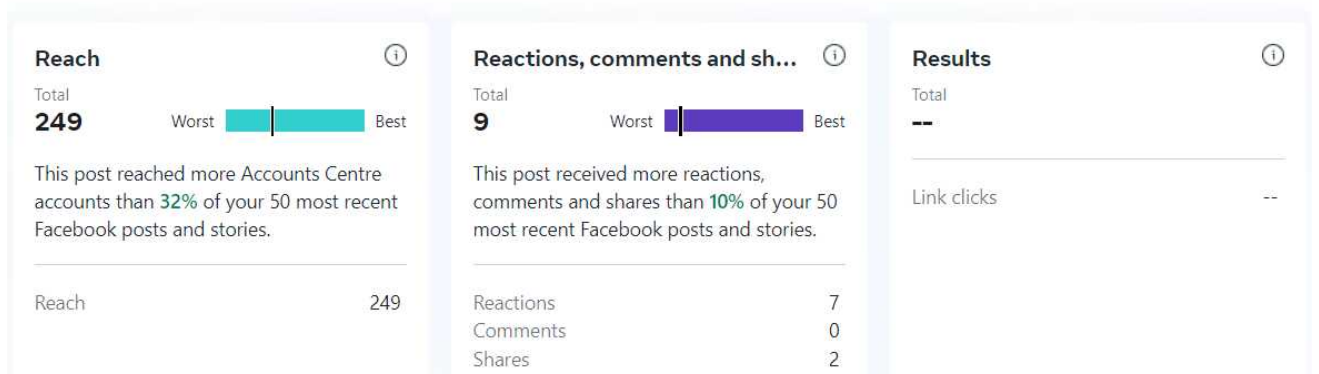 Reach
Total
249
Worst
Best
This post reached more Accounts Centre
accounts than 32% of your 50 most recent
Facebook posts and stories.
Reach 249
Reactions, comments and sh...
Total
9
Worst
Best
This post received more reactions,
comments and shares than 10% of your 50
most recent Facebook posts and stories.
Reactions 7
Comments 0
Shares 2
Results
Total
--
Link clicks --